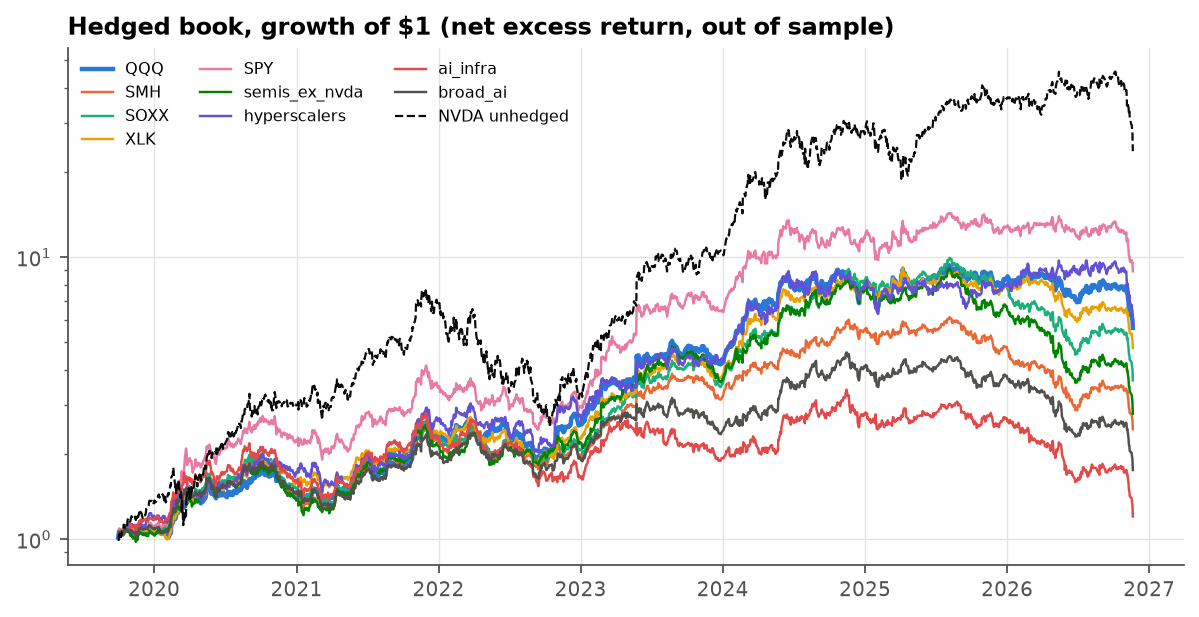 Hedged book, growth of $1 (net excess return, out of sample)
QQQ
SMH
SOXX
XLK
SPY
semis_ex_nvda
hyperscalers
ai_infra
broad_ai
NVDA unhedged
10¹
10⁰
2020 2021 2022 2023 2024 2025 2026 2027